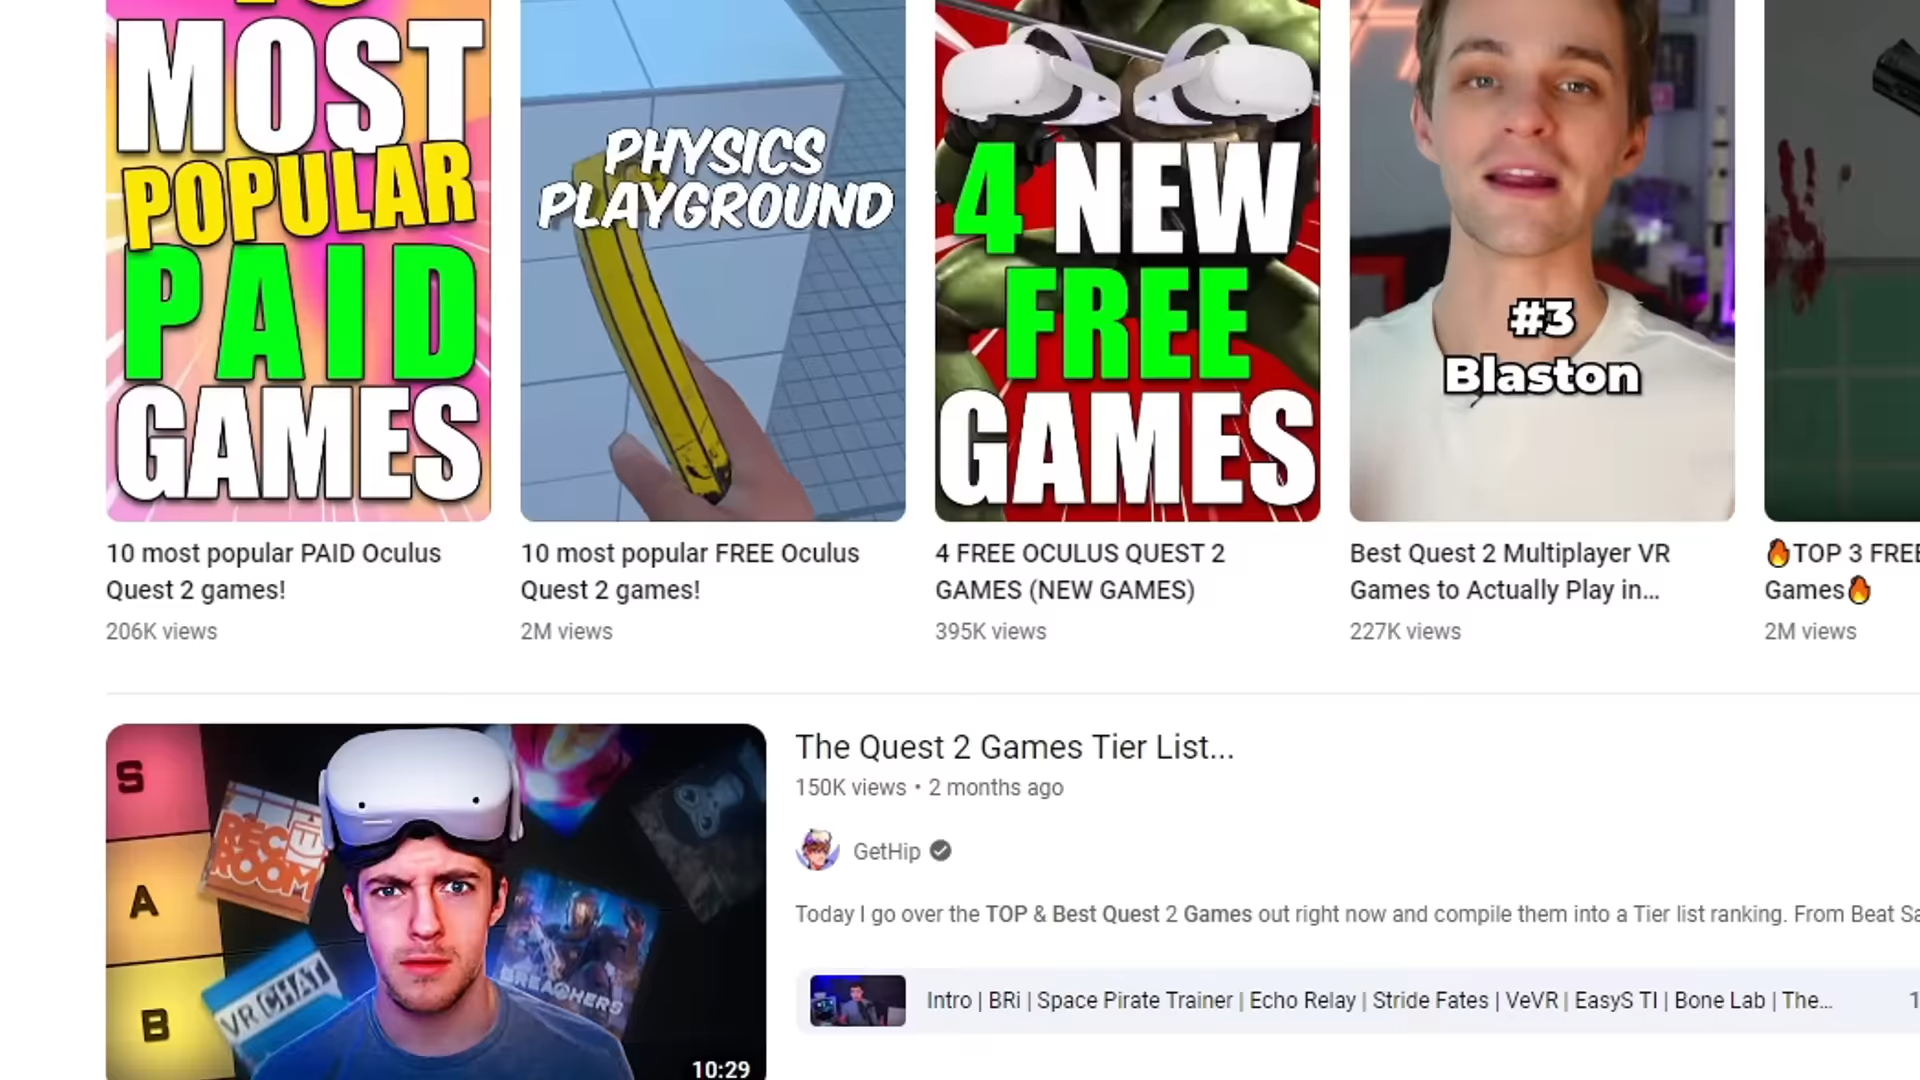 MOST
POPULAR
PAID
GAMES
PHYSICS
PLAYGROUND
4 NEW
FREE
GAMES
#3
Blaston
10 most popular PAID Oculus
Quest 2 games!
206K views
10 most popular FREE Oculus
Quest 2 games!
2M views
4 FREE OCULUS QUEST 2
GAMES (NEW GAMES)
395K views
Best Quest 2 Multiplayer VR
Games to Actually Play in...
227K views
🔥TOP 3 FREE
Games🔥
2M views
S
A
B
REC
ROOM
VRCHAT
BREACHERS
10:29
The Quest 2 Games Tier List...
150K views • 2 months ago
GetHip
Today I go over the TOP & Best Quest 2 Games out right now and compile them into a Tier list ranking. From Beat Sa
Intro | BRi | Space Pirate Trainer | Echo Relay | Stride Fates | VeVR | EasyS TI | Bone Lab | The...